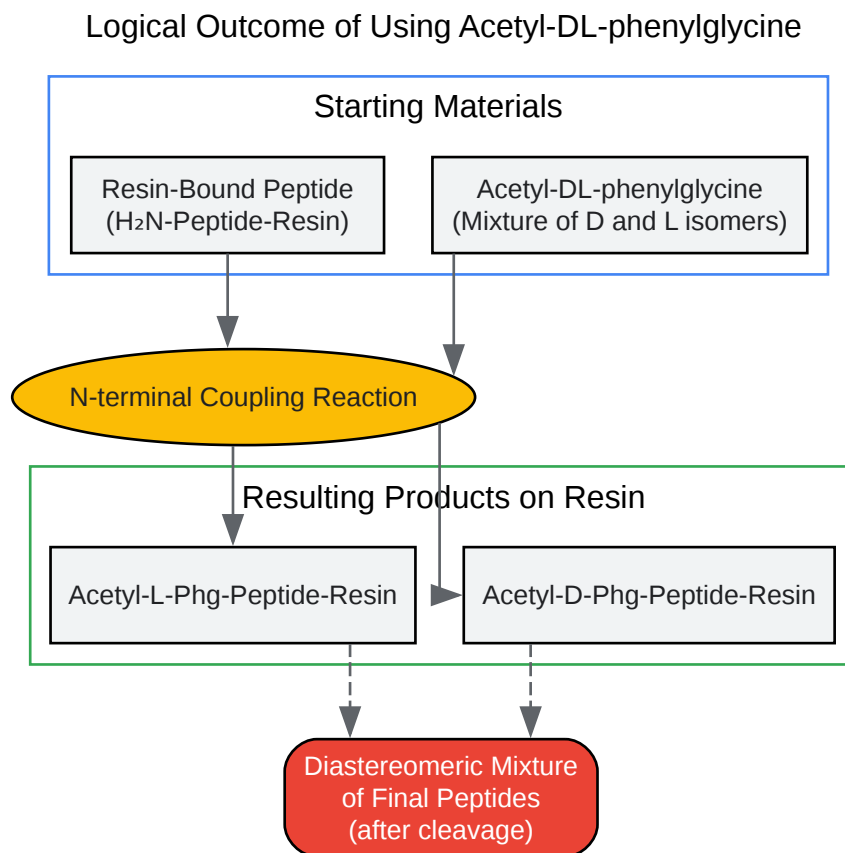 Logical Outcome of Using Acetyl-DL-phenylglycine
Starting Materials
Resin-Bound Peptide
(H₂N-Peptide-Resin)
Acetyl-DL-phenylglycine
(Mixture of D and L isomers)
N-terminal Coupling Reaction
Resulting Products on Resin
Acetyl-L-Phg-Peptide-Resin
Acetyl-D-Phg-Peptide-Resin
Diastereomeric Mixture
of Final Peptides
(after cleavage)